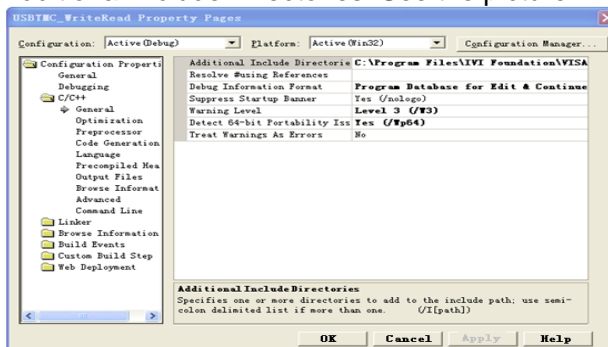 USBTMC_WriteRead Property Pages
Configuration: Active(Debug) Platform: Active(Win32) Configuration Manager...
Configuration Properti
General
Debugging
C/C++
General
Optimization
Preprocessor
Code Generation
Language
Precompiled Hea
Output Files
Browse Informat
Advanced
Command Line
Linker
Browse Information
Build Events
Custom Build Step
Web Deployment
Additional Include Directorie C:\Program Files\IVI Foundation\VISA
Resolve #using References
Debug Information Format Program Database for Edit & Continue
Suppress Startup Banner Yes (/nologo)
Warning Level Level 3 (/W3)
Detect 64-bit Portability Iss Yes (/Wp64)
Treat Warnings As Errors No
Additional Include Directories
Specifies one or more directories to add to the include path; use semi-
colon delimited list if more than one. (/I[path])
OK Cancel Apply Help